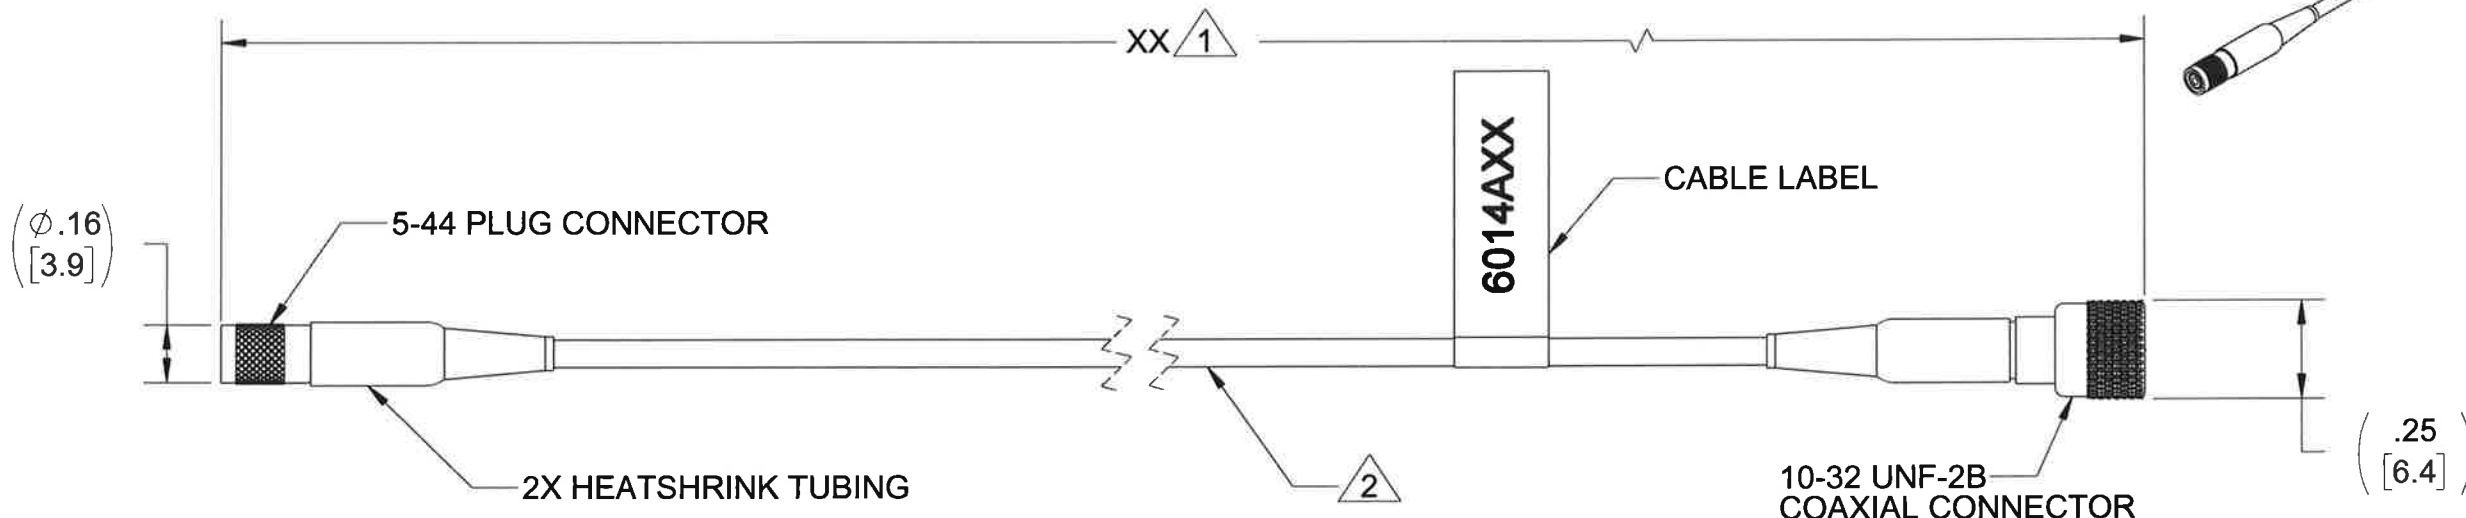 XX 1
6014AXX
CABLE LABEL
⌀.16
[3.9]
5-44 PLUG CONNECTOR
2X HEATSHRINK TUBING
2
10-32 UNF-2B
COAXIAL CONNECTOR
.25
[6.4]